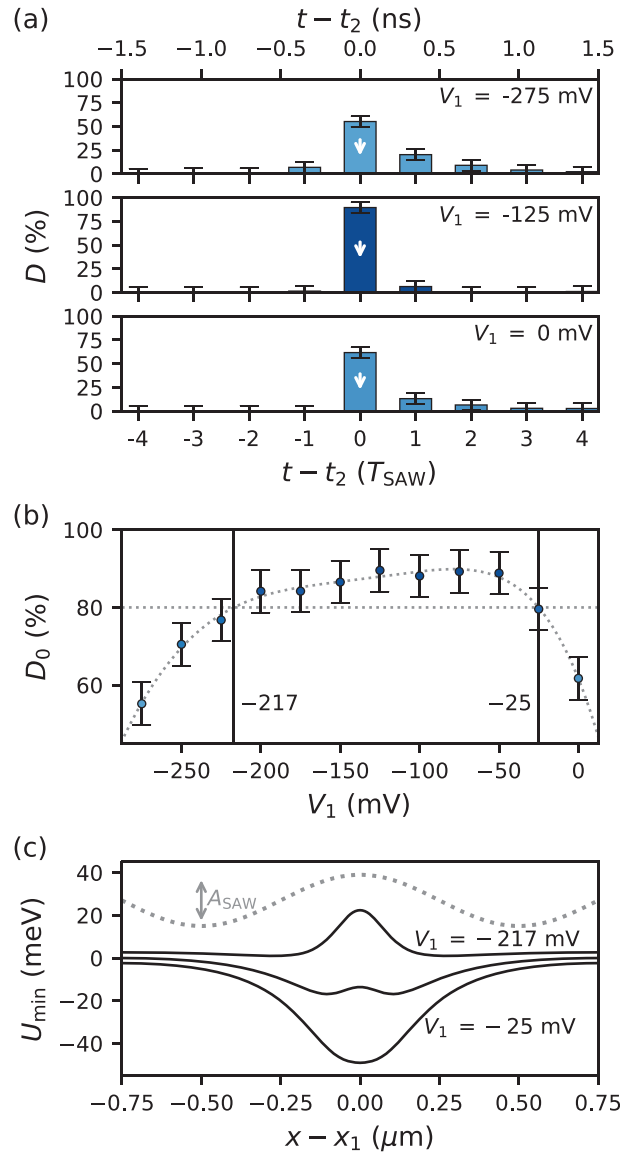 (a)
t − t₂ (ns)
−1.5 −1.0 −0.5 0.0 0.5 1.0 1.5
100
75
50
25
0
V₁ = -275 mV
100
75
50
25
0
V₁ = -125 mV
100
75
50
25
0
V₁ = 0 mV
D (%)
-4 -3 -2 -1 0 1 2 3 4
t − t₂ (T_SAW)
(b)
100
80
60
D₀ (%)
−217
−25
−250 −200 −150 −100 −50 0
V₁ (mV)
(c)
40
20
0
−20
−40
U_min (meV)
A_SAW
V₁ = − 217 mV
V₁ = − 25 mV
−0.75 −0.50 −0.25 0.00 0.25 0.50 0.75
x − x₁ (μm)